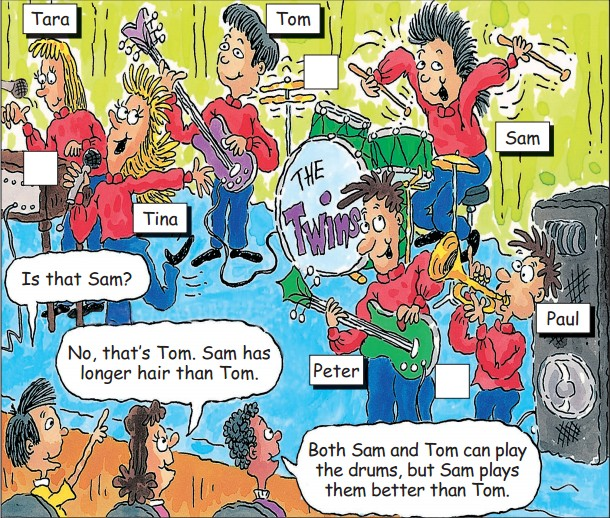 Tara
Tom
Sam
THE
Twins
Tina
Is that Sam?
Paul
No, that's Tom. Sam has
longer hair than Tom.
Peter
Both Sam and Tom can play
the drums, but Sam plays
them better than Tom.